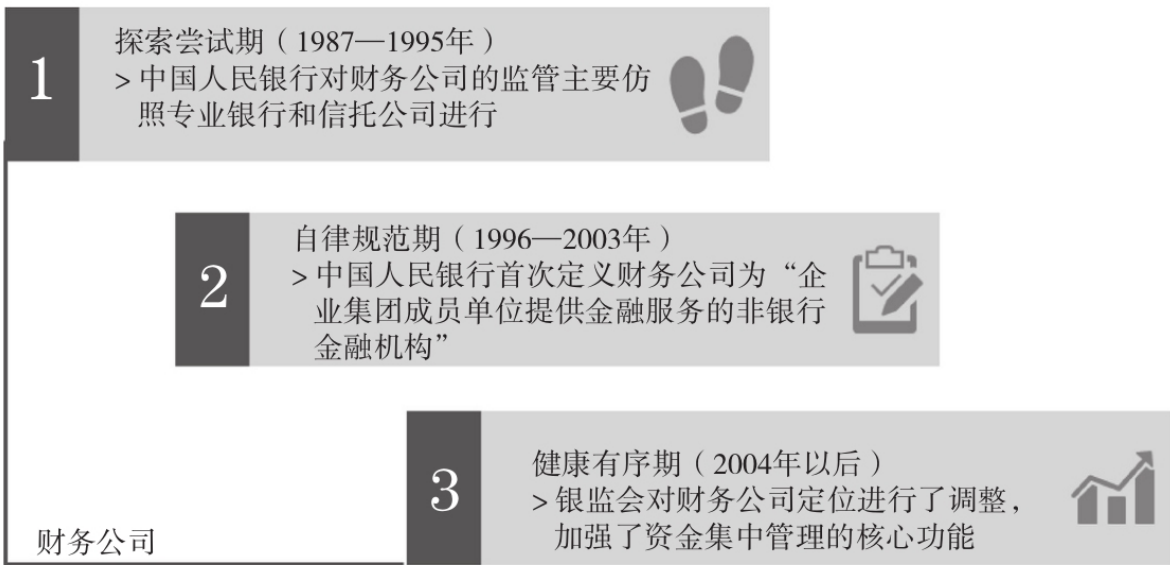 1
探索尝试期（1987—1995年）
>中国人民银行对财务公司的监管主要仿
照专业银行和信托公司进行
2
自律规范期（1996—2003年）
>中国人民银行首次定义财务公司为“企
业集团成员单位提供金融服务的非银行
金融机构”
3
健康有序期（2004年以后）
>银监会对财务公司定位进行了调整，
加强了资金集中管理的核心功能
财务公司